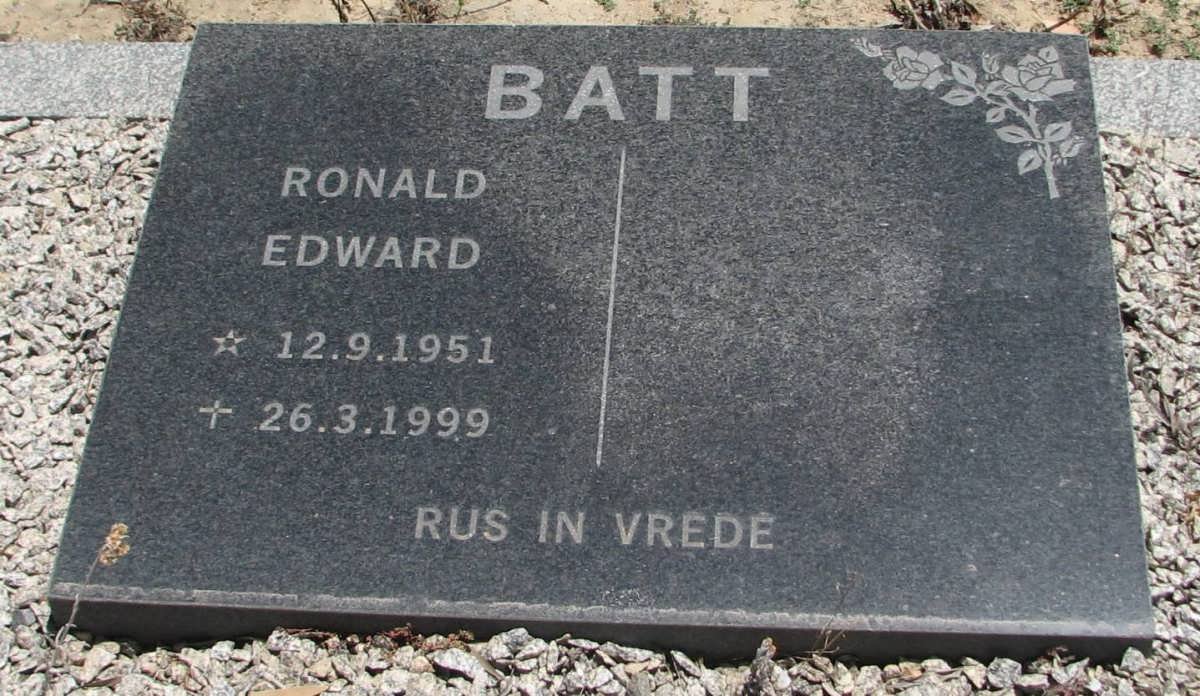 BATT
RONALD
EDWARD
☆ 12.9.1951
✝ 26.3.1999
RUS IN VREDE